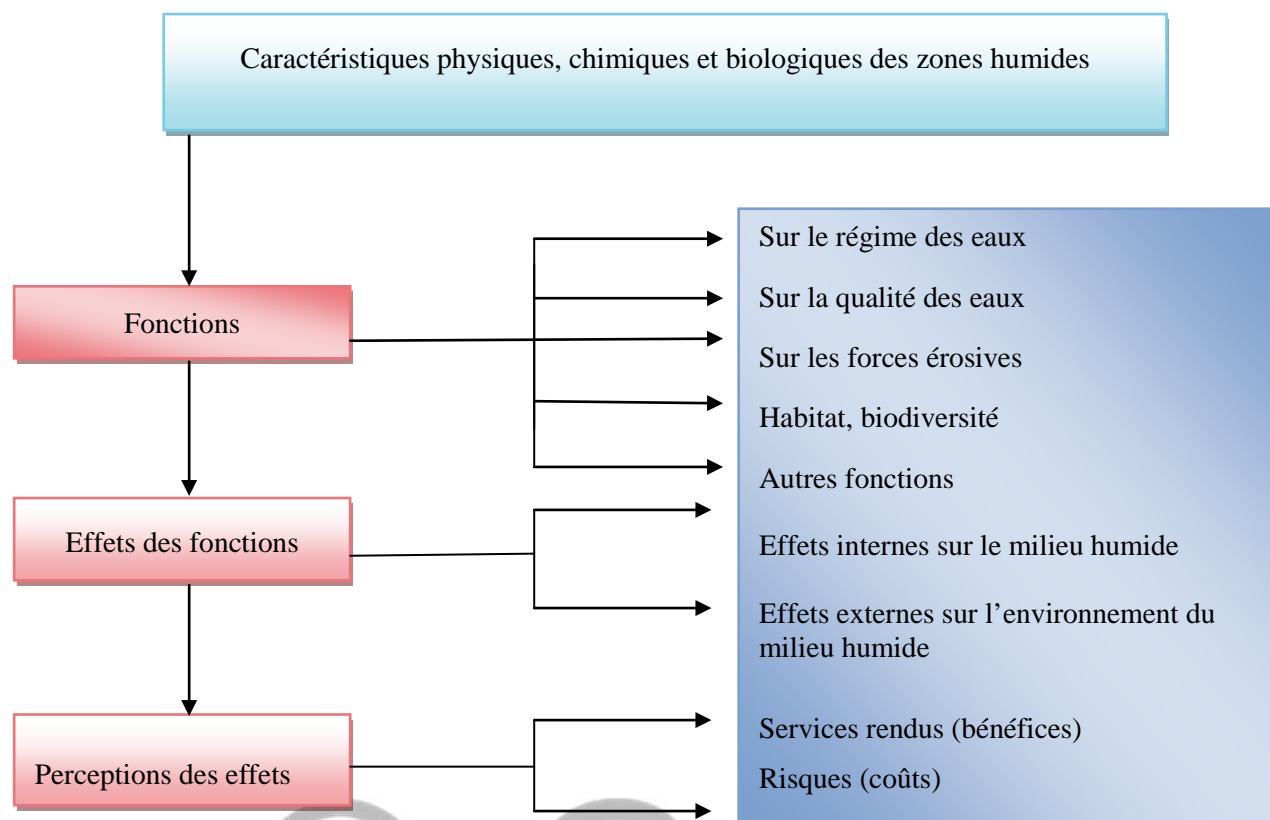 Caractéristiques physiques, chimiques et biologiques des zones humides
Fonctions
Sur le régime des eaux
Sur la qualité des eaux
Sur les forces érosives
Habitat, biodiversité
Autres fonctions
Effets des fonctions
Effets internes sur le milieu humide
Effets externes sur l’environnement du
milieu humide
Perceptions des effets
Services rendus (bénéfices)
Risques (coûts)